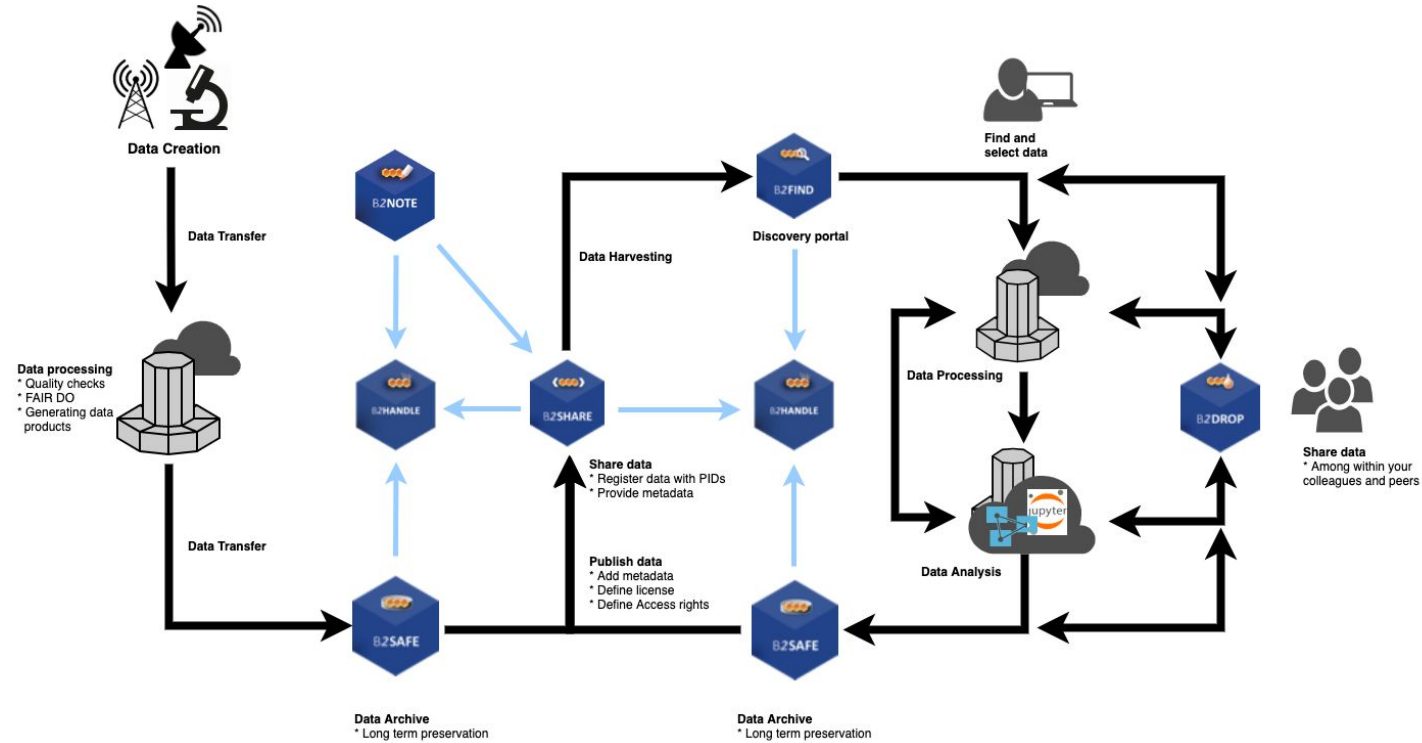 Data Creation
Data Transfer
Data processing
* Quality checks
* FAIR DO
* Generating data
products
Data Transfer
B2NOTE
B2HANDLE
B2SAFE
Data Archive
* Long term preservation
Data Harvesting
B2SHARE
Share data
* Register data with PIDs
* Provide metadata
Publish data
* Add metadata
* Define license
* Define Access rights
B2FIND
Discovery portal
B2HANDLE
B2SAFE
Data Archive
* Long term preservation
Find and
select data
Data Processing
jupyter
Data Analysis
B2DROP
Share data
* Among within your
colleagues and peers